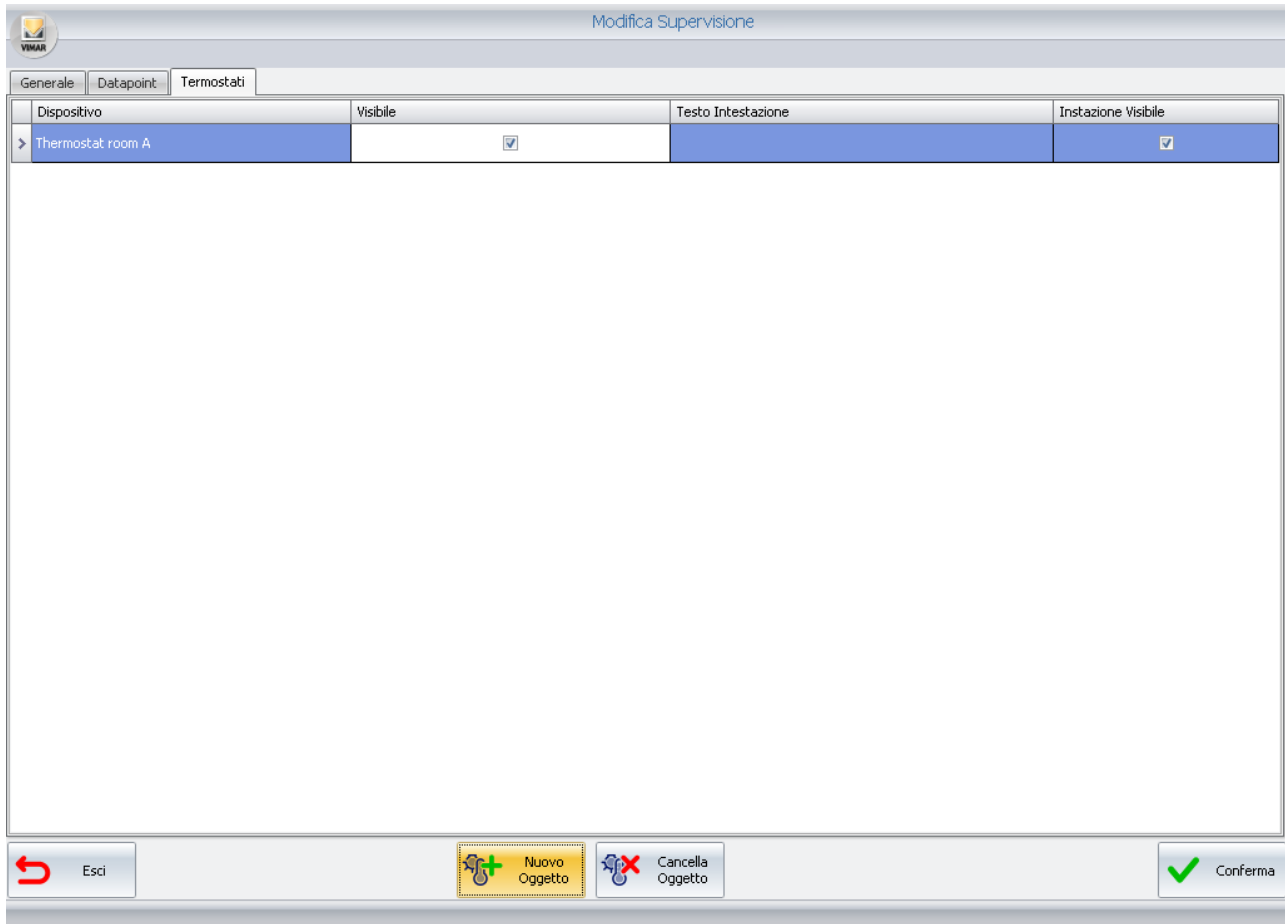 Modifica Supervisione
VIMAR
Generale Datapoint Termostati
Dispositivo Visibile Testo Intestazione Instazione Visibile
Thermostat room A
Esci
Nuovo
Oggetto
Cancella
Oggetto
Conferma